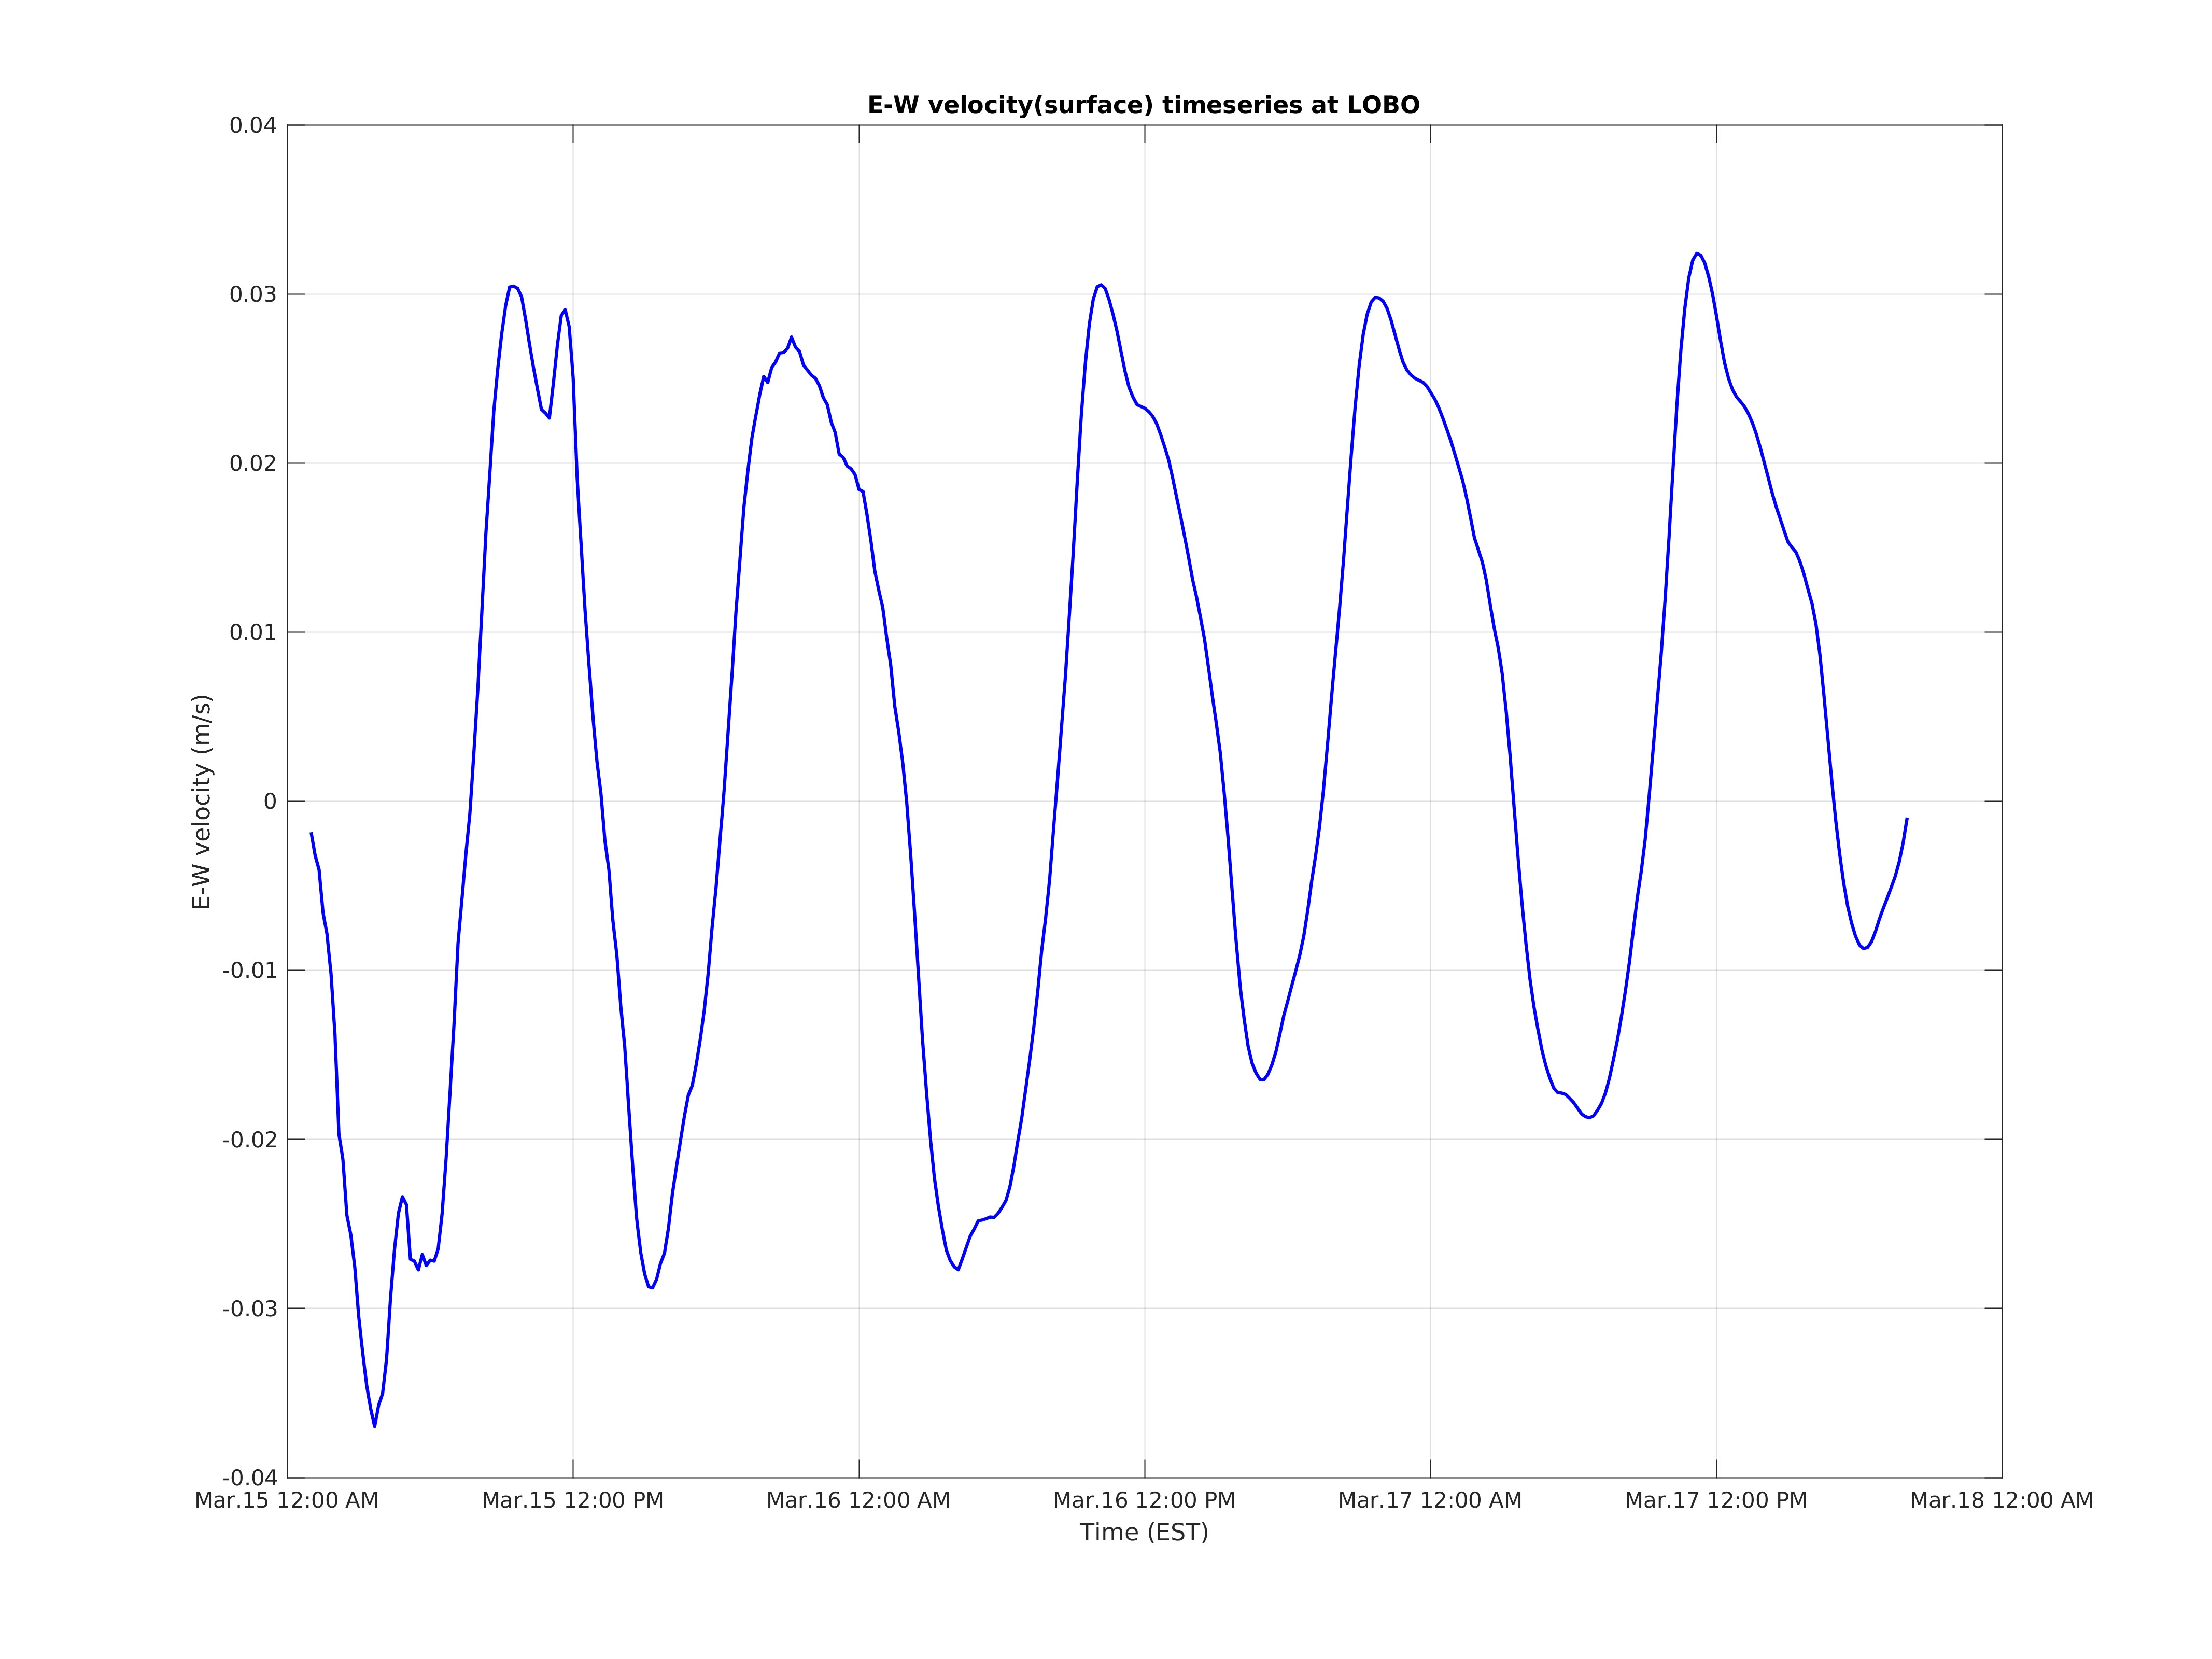 E-W velocity(surface) timeseries at LOBO
0.04
0.03
0.02
0.01
0
-0.01
-0.02
-0.03
-0.04
E-W velocity (m/s)
Mar.15 12:00 AM Mar.15 12:00 PM Mar.16 12:00 AM Mar.16 12:00 PM Mar.17 12:00 AM Mar.17 12:00 PM Mar.18 12:00 AM
Time (EST)